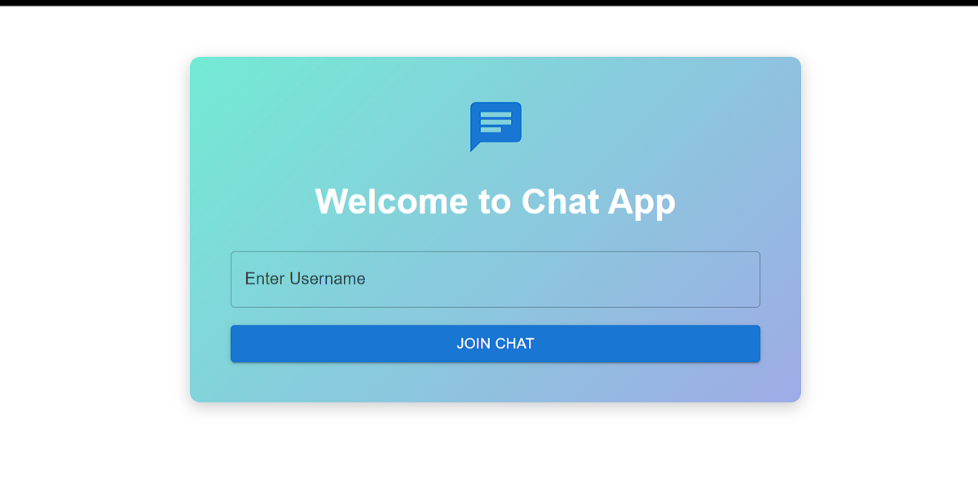 Welcome to Chat App
Enter Username
JOIN CHAT